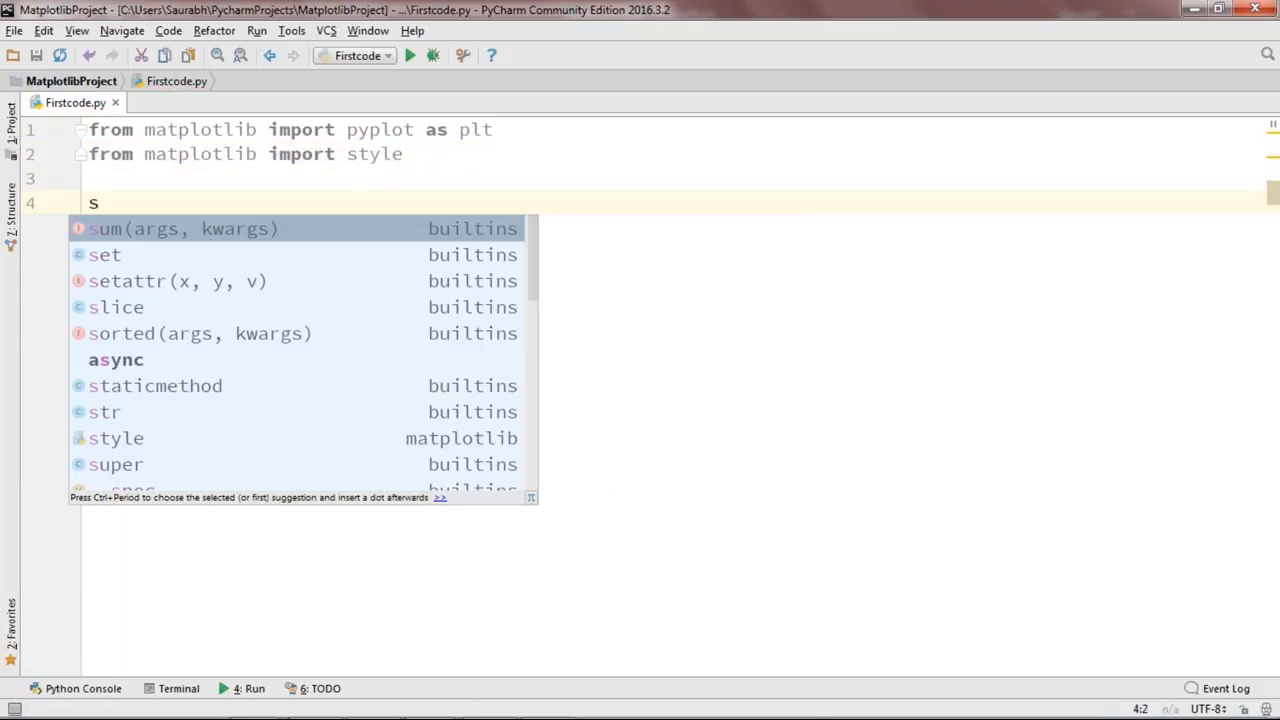 MatplotlibProject - [C:\Users\Saurabh\PycharmProjects\MatplotlibProject] - ...\Firstcode.py - PyCharm Community Edition 2016.3.2
File Edit View Navigate Code Refactor Run Tools VCS Window Help
Firstcode
MatplotlibProject Firstcode.py
Firstcode.py
1: Project
Z: Structure
2: Favorites
1 from matplotlib import pyplot as plt
2 from matplotlib import style
3
4 s
sum(args, kwargs) builtins
set builtins
setattr(x, y, v) builtins
slice builtins
sorted(args, kwargs) builtins
async
staticmethod builtins
str builtins
style matplotlib
super builtins
__spec__ builtins
Press Ctrl+Period to choose the selected (or first) suggestion and insert a dot afterwards >> π
Python Console Terminal 4: Run 6: TODO Event Log
4:2 n/a UTF-8